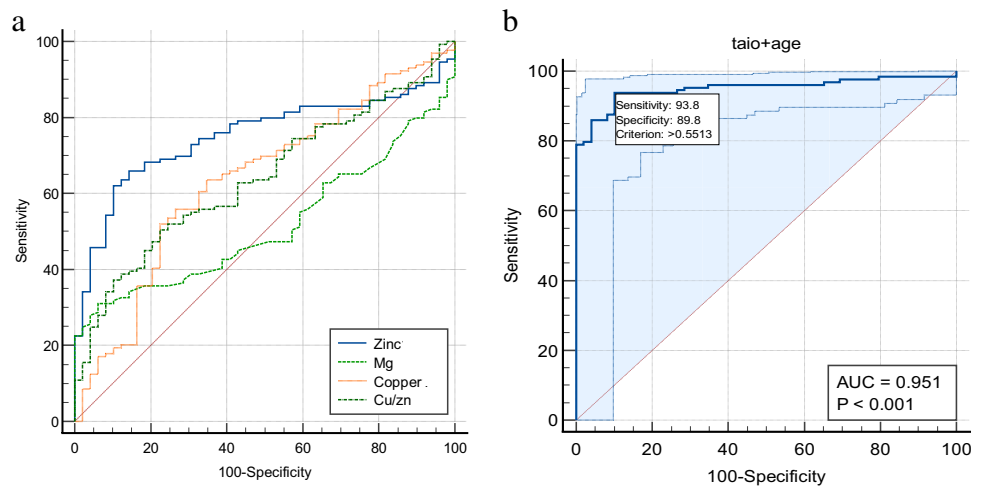 a
100
80
60
40
20
0
Sensitivity
0 20 40 60 80 100
100-Specificity
Zinc
Mg
Copper .
Cu/zn
b
taio+age
100
80
60
40
20
0
Sensitivity
Sensitivity: 93.8
Specificity: 89.8
Criterion: >0.5513
AUC = 0.951
P < 0.001
0 20 40 60 80 100
100-Specificity